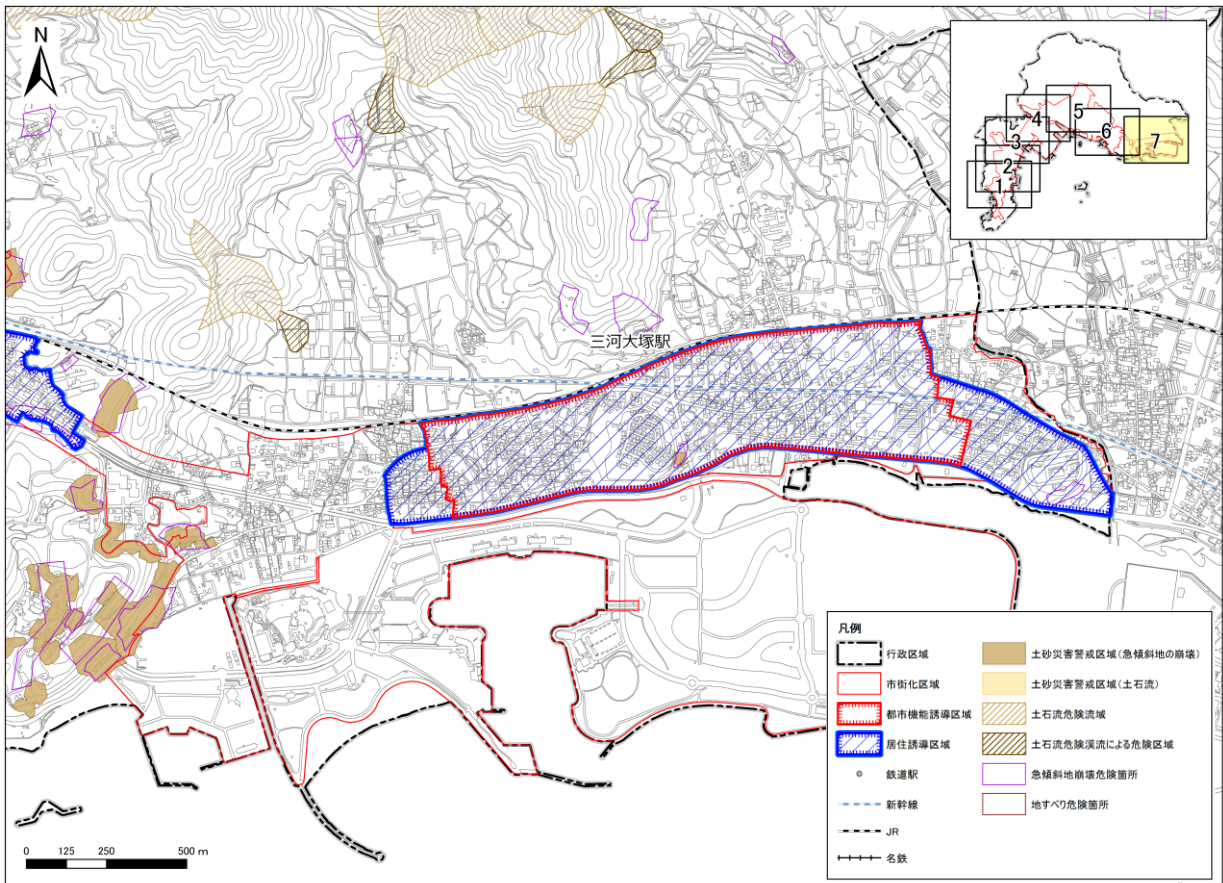 N
5
4
6
7
3
2
1
三河大塚駅
凡例
行政区域
市街化区域
都市機能誘導区域
居住誘導区域
鉄道駅
新幹線
JR
名鉄
土砂災害警戒区域(急傾斜地の崩壊)
土砂災害警戒区域(土石流)
土石流危険流域
土石流危険渓流による危険区域
急傾斜地崩壊危険箇所
地すべり危険箇所
0 125 250 500 m